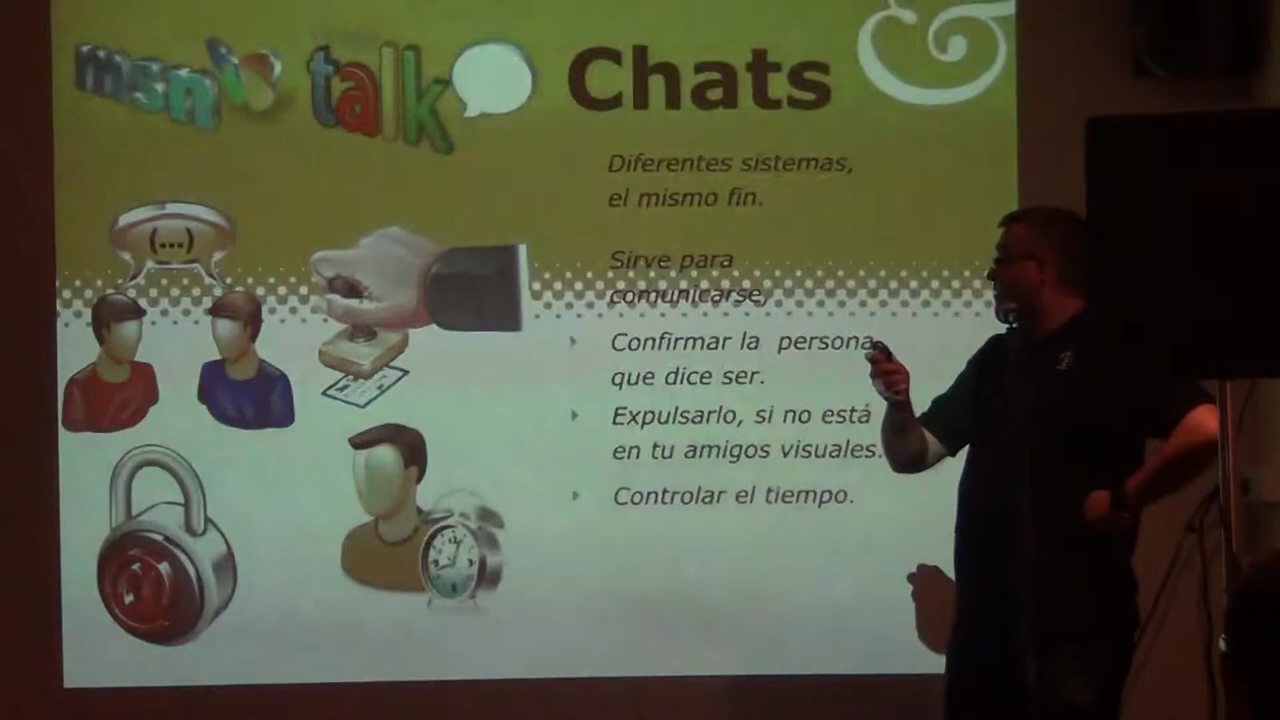 msn
talk
Chats
&
Diferentes sistemas,
el mismo fin.
Sirve para
comunicarse,
(...)
Confirmar la persona
que dice ser.
Expulsarlo, si no está
en tu amigos visuales.
Controlar el tiempo.